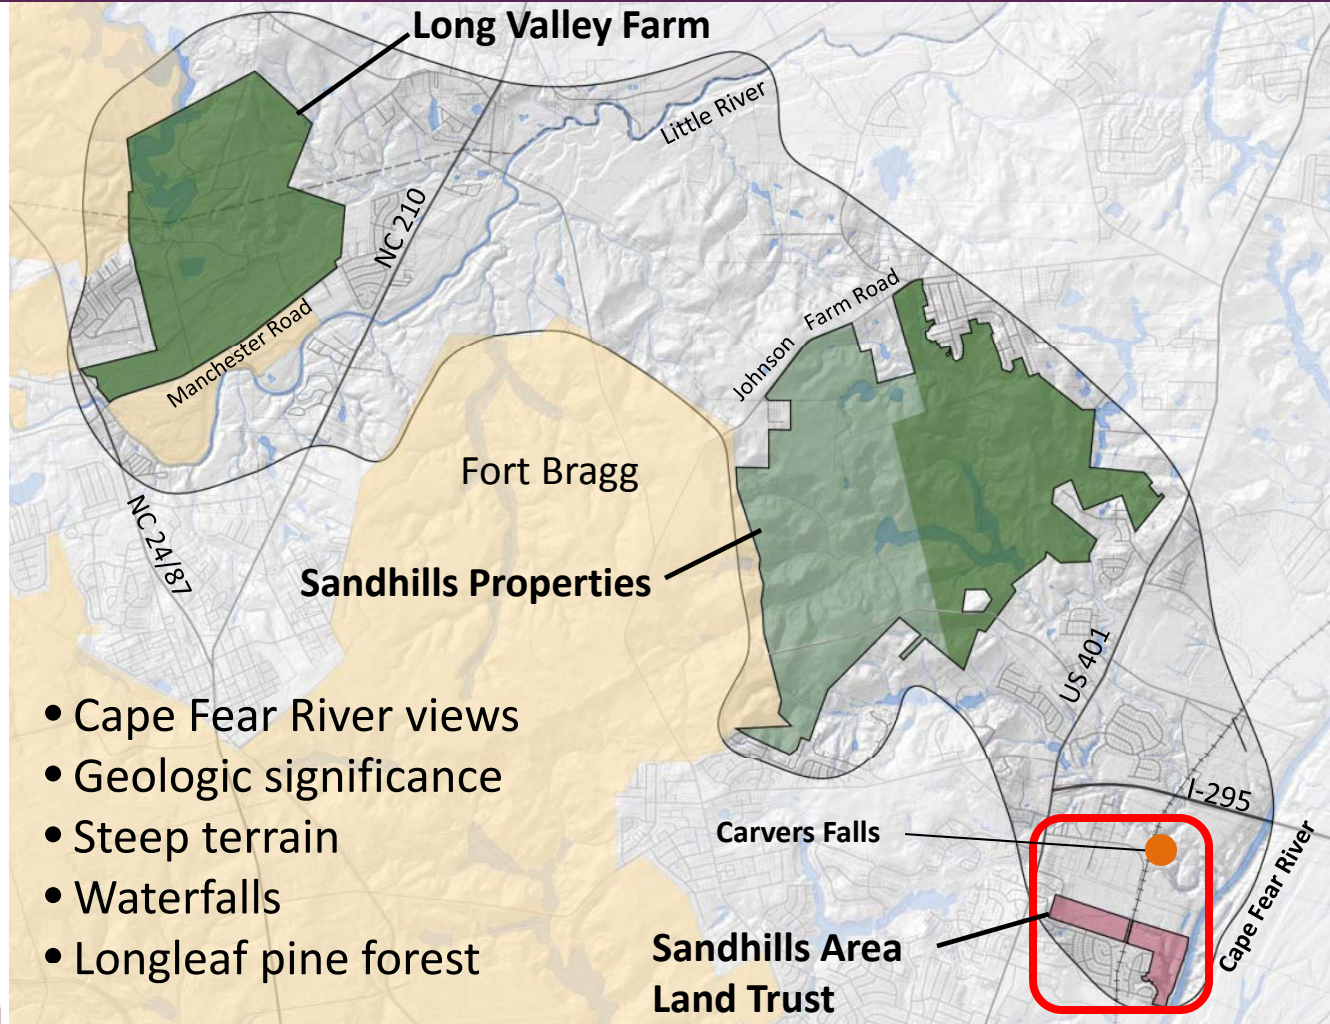 Long Valley Farm
Little River
NC 210
Johnson Farm Road
Manchester Road
Fort Bragg
NC 24/87
Sandhills Properties
US 401
• Cape Fear River views
• Geologic significance
• Steep terrain
• Waterfalls
• Longleaf pine forest
I-295
Carvers Falls
Cape Fear River
Sandhills Area
Land Trust